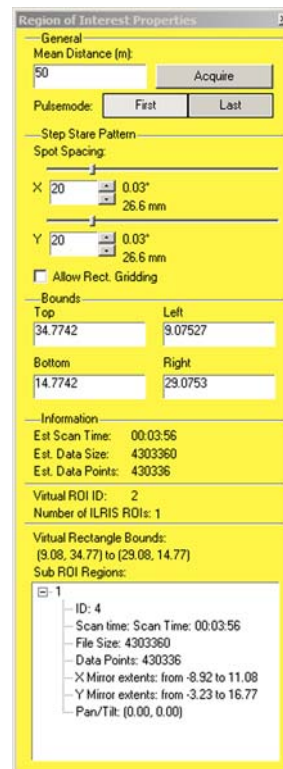 Region of Interest Properties
General
Mean Distance (m):
50
Acquire
Pulsemode:
First
Last
Step Stare Pattern
Spot Spacing:
X 20 0.03°
26.6 mm
Y 20 0.03°
26.6 mm
Allow Rect. Gridding
Bounds
Top Left
34.7742 9.07527
Bottom Right
14.7742 29.0753
Information
Est Scan Time: 00:03:56
Est. Data Size: 4303360
Est. Data Points: 430336
Virtual ROI ID: 2
Number of ILRIS ROIs: 1
Virtual Rectangle Bounds:
(9.08, 34.77) to (29.08, 14.77)
Sub ROI Regions:
1
ID: 4
Scan time: Scan Time: 00:03:56
File Size: 4303360
Data Points: 430336
X Mirror extents: from -8.92 to 11.08
Y Mirror extents: from -3.23 to 16.77
Pan/Tilt: (0.00, 0.00)